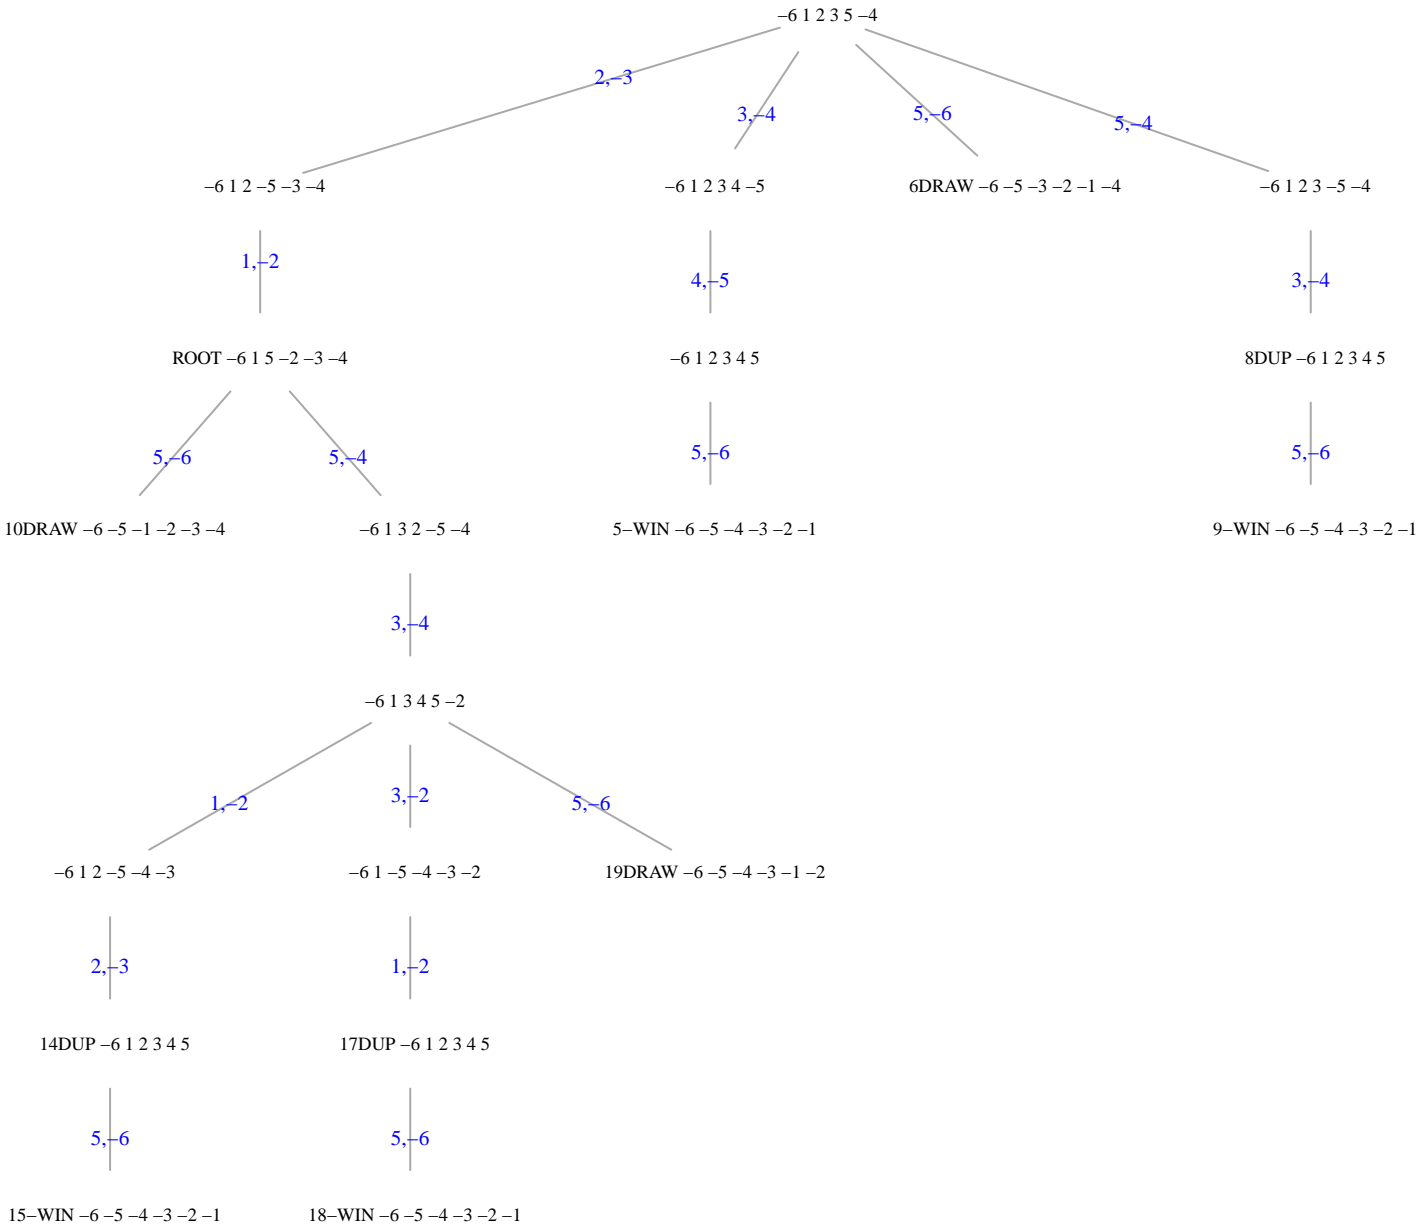 –6 1 2 3 5 –4
2,–3
3,–4
5,–6
5,–4
–6 1 2 –5 –3 –4
–6 1 2 3 4 –5
6DRAW –6 –5 –3 –2 –1 –4
–6 1 2 3 –5 –4
1,–2
4,–5
3,–4
ROOT –6 1 5 –2 –3 –4
–6 1 2 3 4 5
8DUP –6 1 2 3 4 5
5,–6
5,–4
5,–6
5,–6
10DRAW –6 –5 –1 –2 –3 –4
–6 1 3 2 –5 –4
5–WIN –6 –5 –4 –3 –2 –1
9–WIN –6 –5 –4 –3 –2 –1
3,–4
–6 1 3 4 5 –2
1,–2
3,–2
5,–6
–6 1 2 –5 –4 –3
–6 1 –5 –4 –3 –2
19DRAW –6 –5 –4 –3 –1 –2
2,–3
1,–2
14DUP –6 1 2 3 4 5
17DUP –6 1 2 3 4 5
5,–6
5,–6
15–WIN –6 –5 –4 –3 –2 –1
18–WIN –6 –5 –4 –3 –2 –1